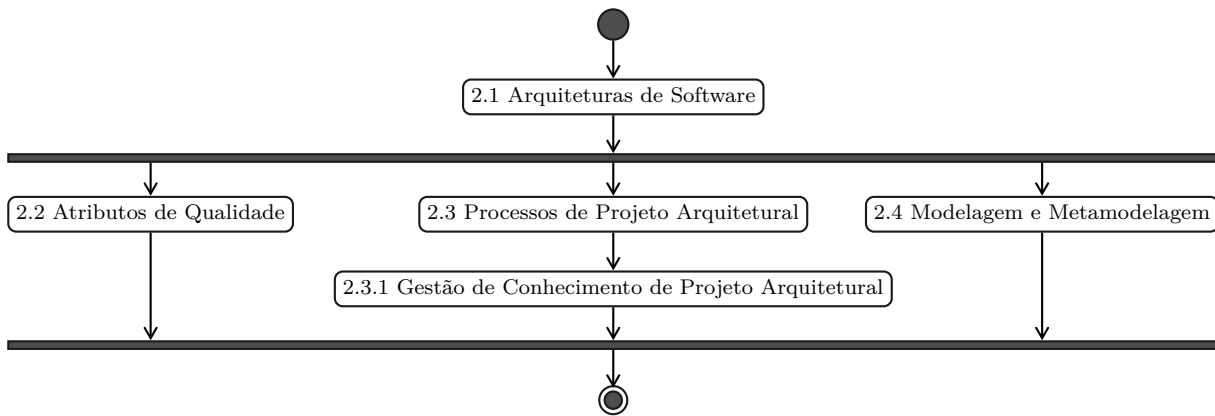 2.1 Arquiteturas de Software
2.2 Atributos de Qualidade
2.3 Processos de Projeto Arquitetural
2.4 Modelagem e Metamodelagem
2.3.1 Gestão de Conhecimento de Projeto Arquitetural